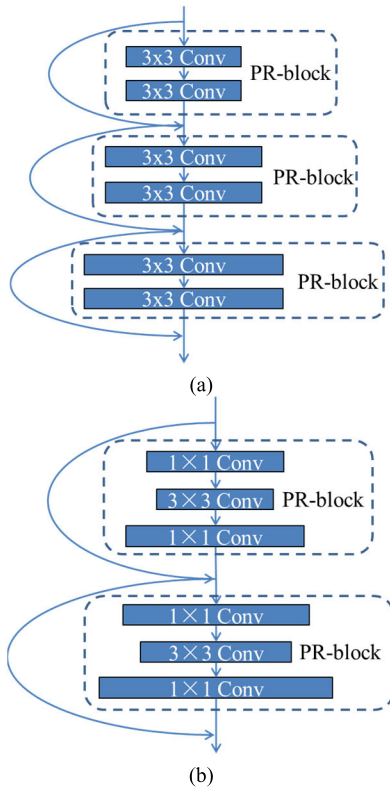 3x3 Conv
PR-block
3x3 Conv
3x3 Conv
PR-block
3x3 Conv
3x3 Conv
PR-block
3x3 Conv
(a)
1×1 Conv
3×3 Conv
PR-block
1×1 Conv
1×1 Conv
3×3 Conv
PR-block
1×1 Conv
(b)